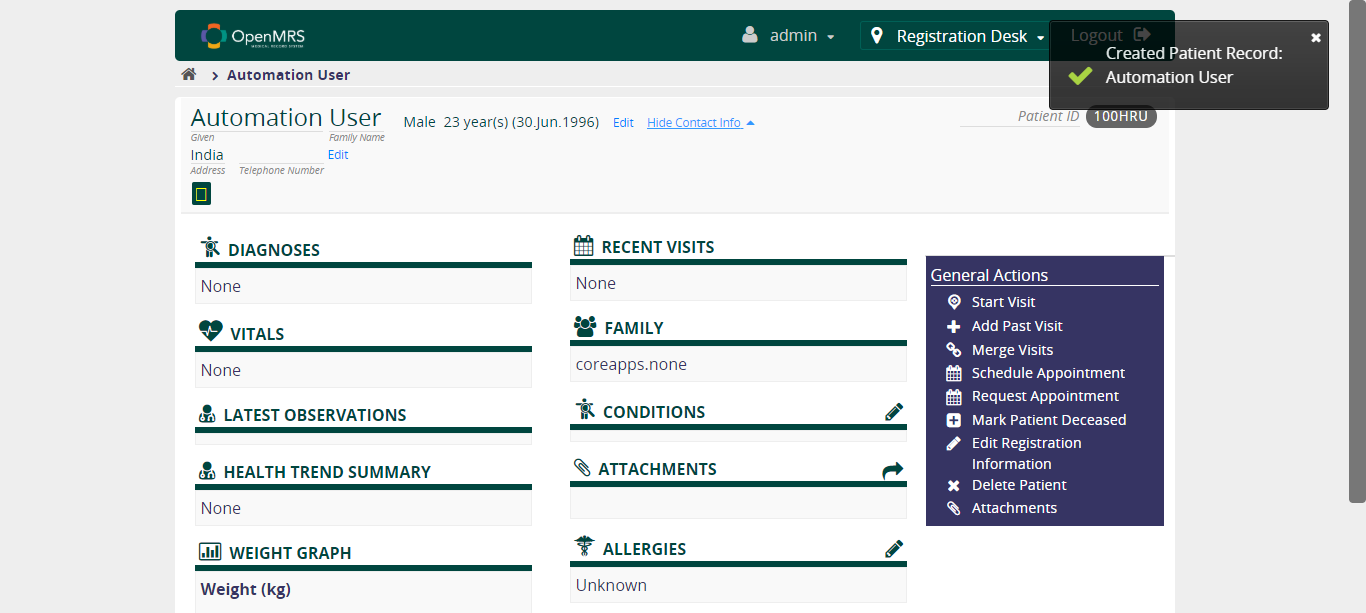 OpenMRS
MEDICAL RECORD SYSTEM
admin
Registration Desk
Logout
Created Patient Record:
Automation User
Automation User
Automation User
Given
Family Name
Male 23 year(s) (30.Jun.1996) Edit Hide Contact Info
Patient ID 100HRU
India
Edit
Address Telephone Number
DIAGNOSES
None
VITALS
None
LATEST OBSERVATIONS
HEALTH TREND SUMMARY
None
WEIGHT GRAPH
Weight (kg)
RECENT VISITS
None
FAMILY
coreapps.none
CONDITIONS
ATTACHMENTS
ALLERGIES
Unknown
General Actions
Start Visit
Add Past Visit
Merge Visits
Schedule Appointment
Request Appointment
Mark Patient Deceased
Edit Registration
Information
Delete Patient
Attachments